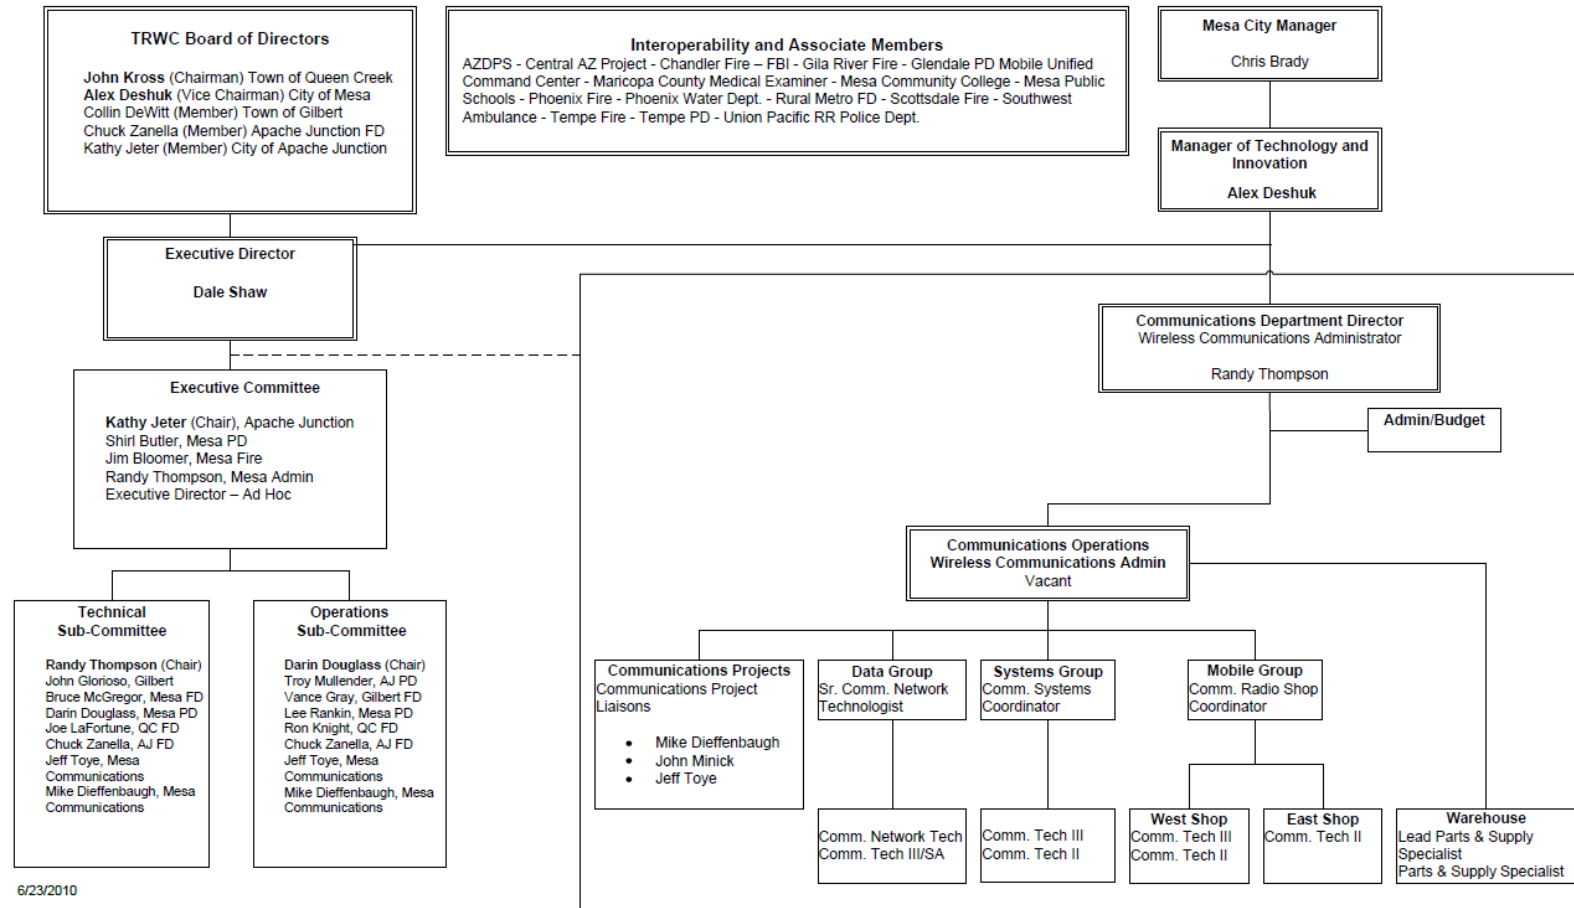 TRWC Board of Directors
John Kross (Chairman) Town of Queen Creek
Alex Deshuk (Vice Chairman) City of Mesa
Collin DeWitt (Member) Town of Gilbert
Chuck Zanella (Member) Apache Junction FD
Kathy Jeter (Member) City of Apache Junction
Interoperability and Associate Members
AZDPS - Central AZ Project - Chandler Fire – FBI - Gila River Fire - Glendale PD Mobile Unified
Command Center - Maricopa County Medical Examiner - Mesa Community College - Mesa Public
Schools - Phoenix Fire - Phoenix Water Dept. - Rural Metro FD - Scottsdale Fire - Southwest
Ambulance - Tempe Fire - Tempe PD - Union Pacific RR Police Dept.
Mesa City Manager
Chris Brady
Manager of Technology and
Innovation
Alex Deshuk
Executive Director
Dale Shaw
Communications Department Director
Wireless Communications Administrator
Randy Thompson
Executive Committee
Kathy Jeter (Chair), Apache Junction
Shirl Butler, Mesa PD
Jim Bloomer, Mesa Fire
Randy Thompson, Mesa Admin
Executive Director – Ad Hoc
Admin/Budget
Communications Operations
Wireless Communications Admin
Vacant
Technical
Sub-Committee
Randy Thompson (Chair)
John Glorioso, Gilbert
Bruce McGregor, Mesa FD
Darin Douglass, Mesa PD
Joe LaFortune, QC FD
Chuck Zanella, AJ FD
Jeff Toye, Mesa
Communications
Mike Dieffenbaugh, Mesa
Communications
Operations
Sub-Committee
Darin Douglass (Chair)
Troy Mullender, AJ PD
Vance Gray, Gilbert FD
Lee Rankin, Mesa PD
Ron Knight, QC FD
Chuck Zanella, AJ FD
Jeff Toye, Mesa
Communications
Mike Dieffenbaugh, Mesa
Communications
Communications Projects
Communications Project
Liaisons
• Mike Dieffenbaugh
• John Minick
• Jeff Toye
Data Group
Sr. Comm. Network
Technologist
Systems Group
Comm. Systems
Coordinator
Mobile Group
Comm. Radio Shop
Coordinator
Comm. Network Tech
Comm. Tech III/SA
Comm. Tech III
Comm. Tech II
West Shop
Comm. Tech III
Comm. Tech II
East Shop
Comm. Tech II
Warehouse
Lead Parts & Supply
Specialist
Parts & Supply Specialist
6/23/2010